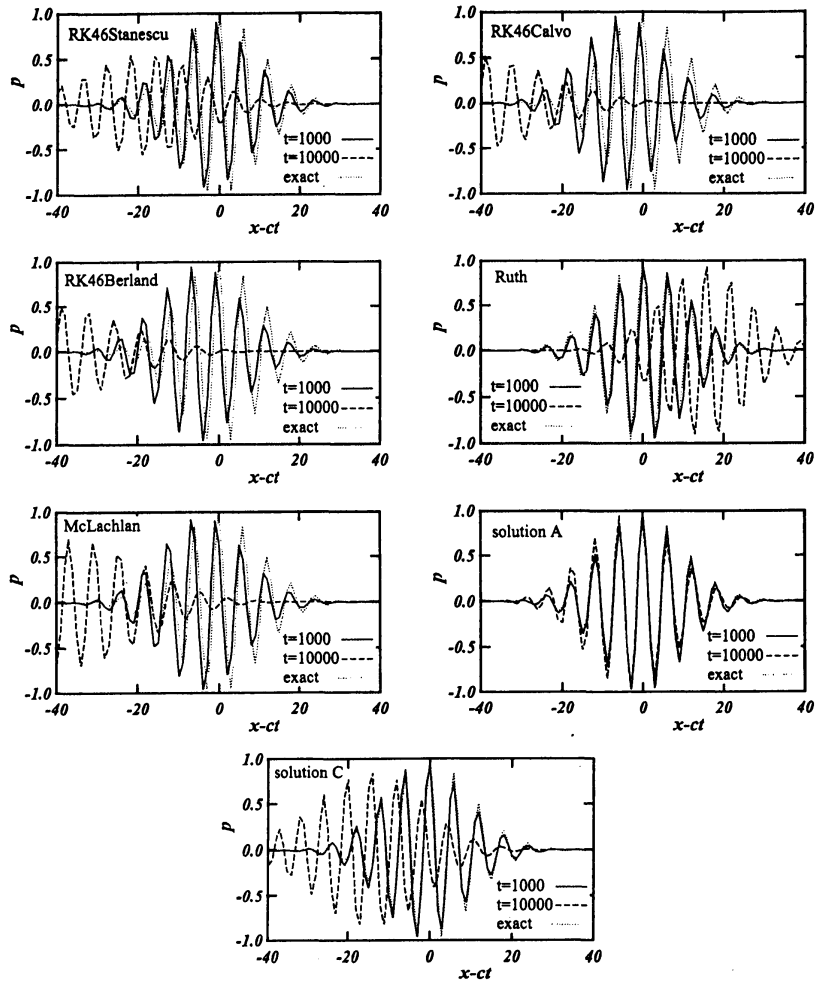 RK46Stanescu
1.0
0.5
0.0
-0.5
-1.0
p
t=1000
t=10000
exact
-40 -20 0 20 40
x-ct
RK46Calvo
1.0
0.5
0.0
-0.5
-1.0
p
t=1000
t=10000
exact
-40 -20 0 20 40
x-ct
RK46Berland
1.0
0.5
0.0
-0.5
-1.0
p
t=1000
t=10000
exact
-40 -20 0 20 40
x-ct
Ruth
1.0
0.5
0.0
-0.5
-1.0
p
t=1000
t=10000
exact
-40 -20 0 20 40
x-ct
McLachlan
1.0
0.5
0.0
-0.5
-1.0
p
t=1000
t=10000
exact
-40 -20 0 20 40
x-ct
solution A
1.0
0.5
0.0
-0.5
-1.0
p
t=1000
t=10000
exact
-40 -20 0 20 40
x-ct
solution C
1.0
0.5
0.0
-0.5
-1.0
p
t=1000
t=10000
exact
-40 -20 0 20 40
x-ct